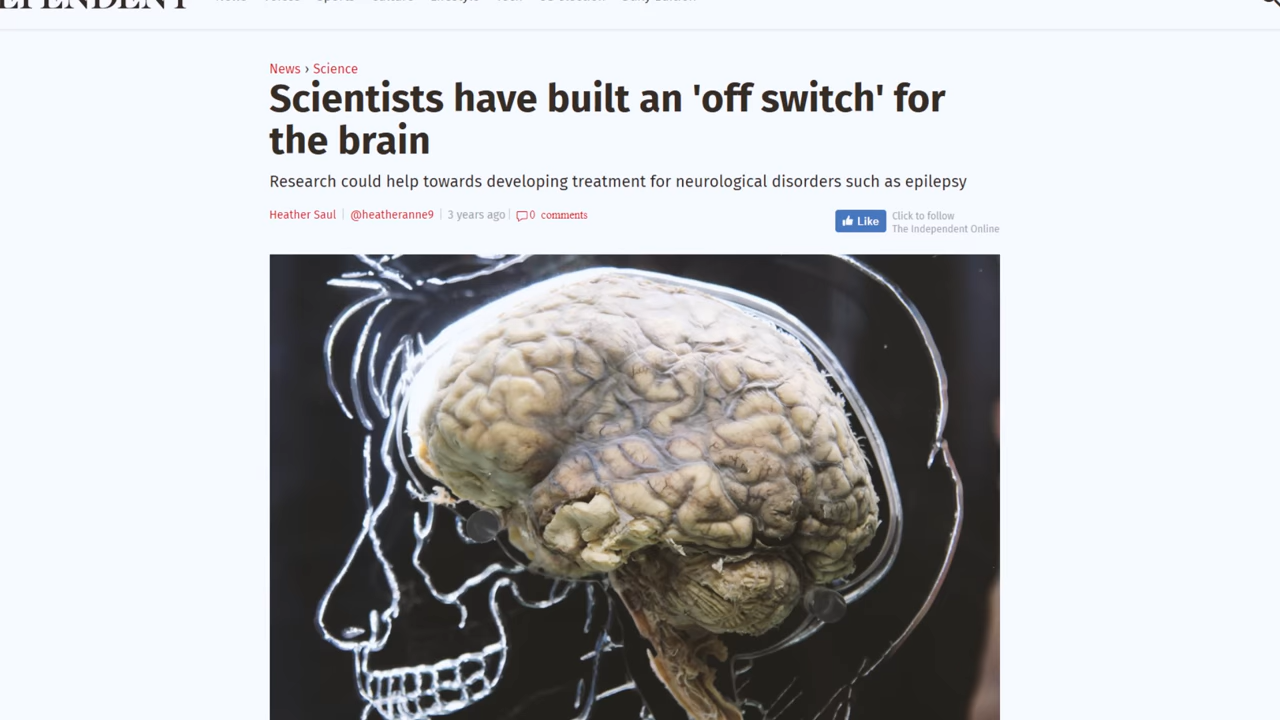 News › Science
Scientists have built an 'off switch' for
the brain
Research could help towards developing treatment for neurological disorders such as epilepsy
Heather Saul @heatheranne9 3 years ago 0 comments
Like
Click to follow
The Independent Online